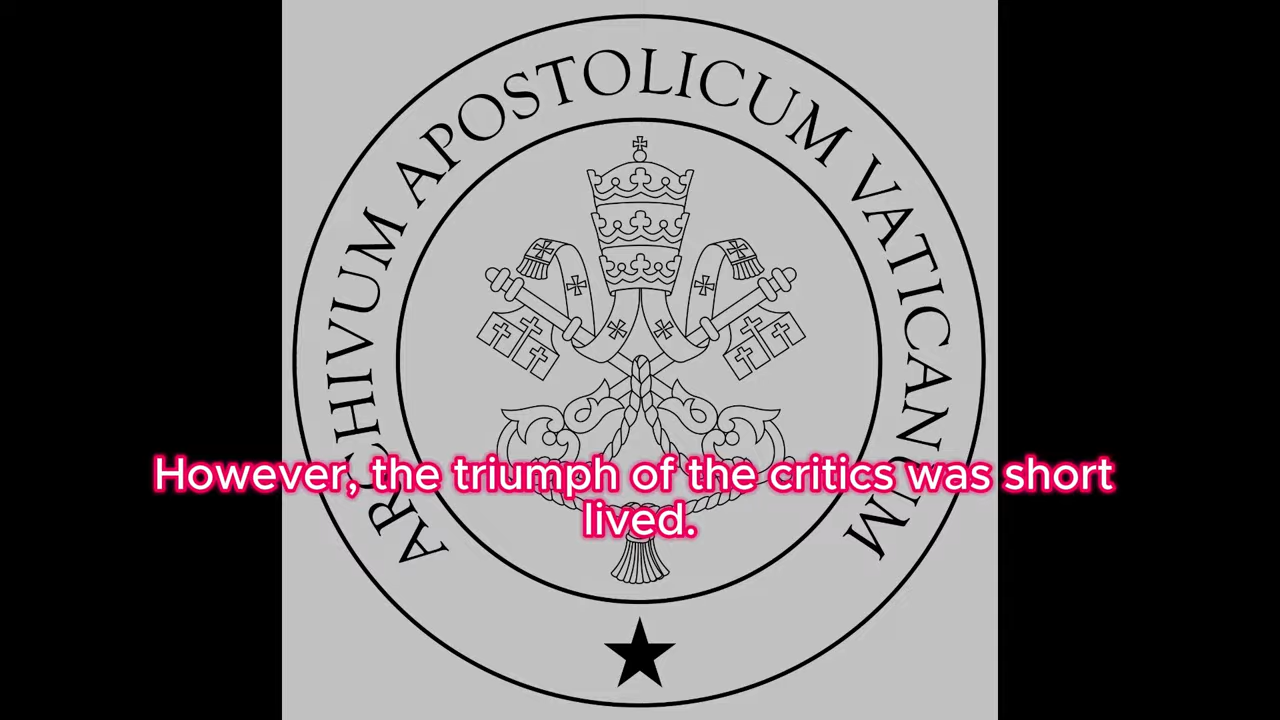 ARCHIVUM APOSTOLICUM VATICANUM
However, the triumph of the critics was short
lived.